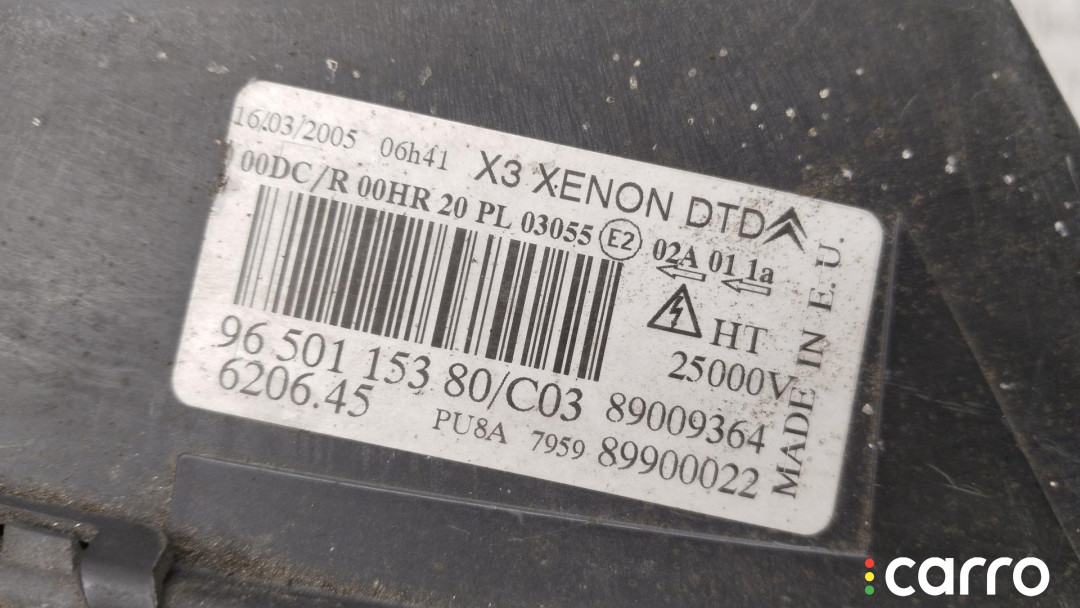 16/03/2005 06h41 X3 XENON DTD
00DC/R 00HR 20 PL 03055 E2 02A 01 1a
HT
25000V
96 501 153 80/C03 89009364
6206.45 PU8A 7959 89900022
MADE IN E.U.
carro